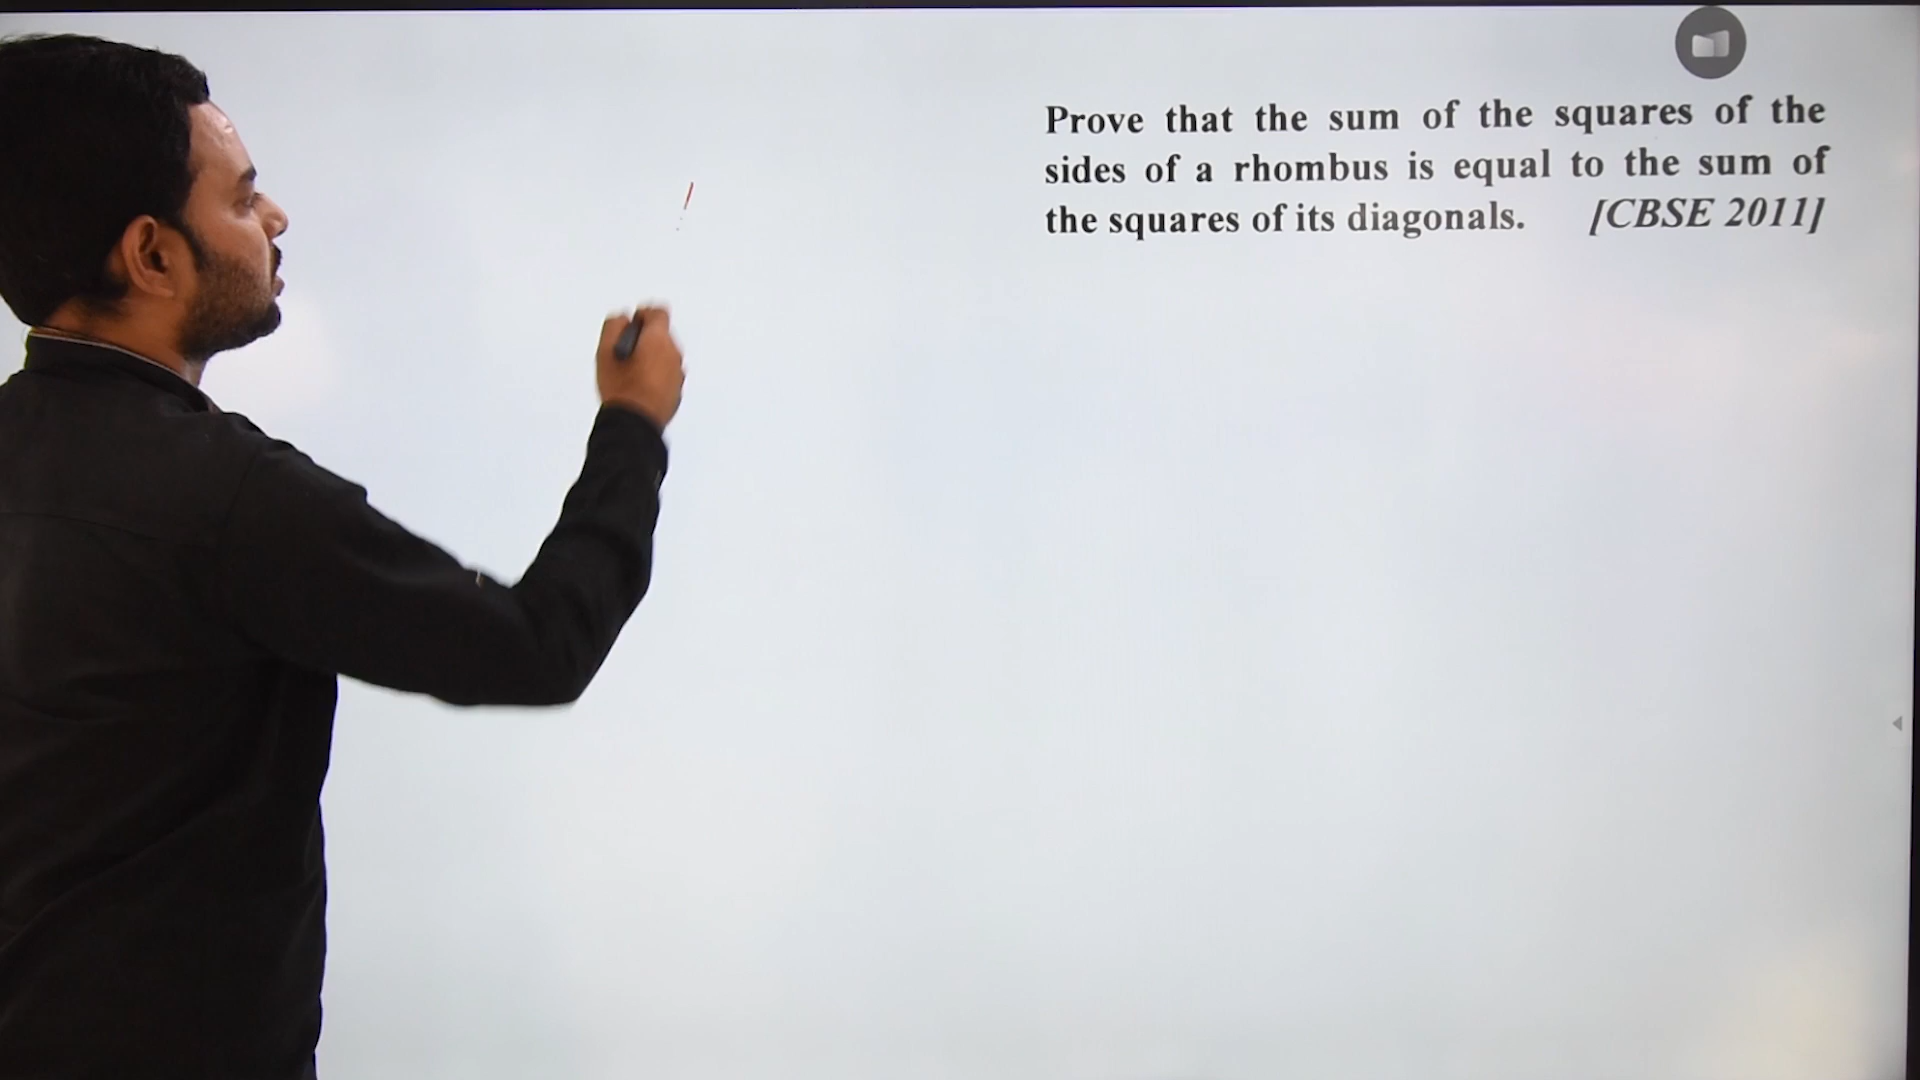 Prove that the sum of the squares of the
sides of a rhombus is equal to the sum of
the squares of its diagonals. [CBSE 2011]